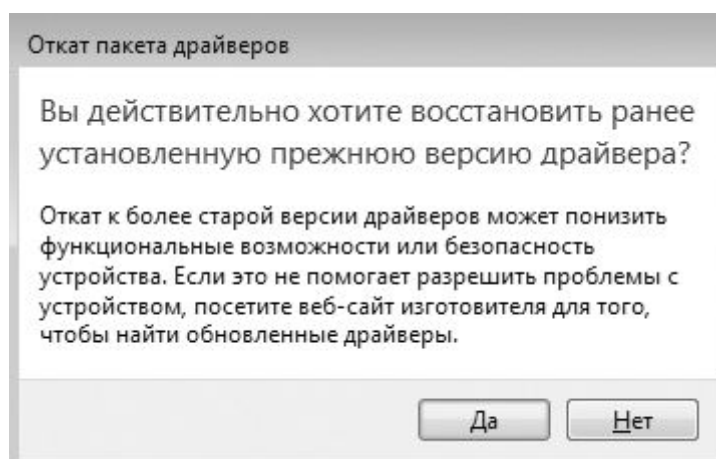 Откат пакета драйверов
Вы действительно хотите восстановить ранее
установленную прежнюю версию драйвера?
Откат к более старой версии драйверов может понизить
функциональные возможности или безопасность
устройства. Если это не помогает разрешить проблемы с
устройством, посетите веб-сайт изготовителя для того,
чтобы найти обновленные драйверы.
Да Нет